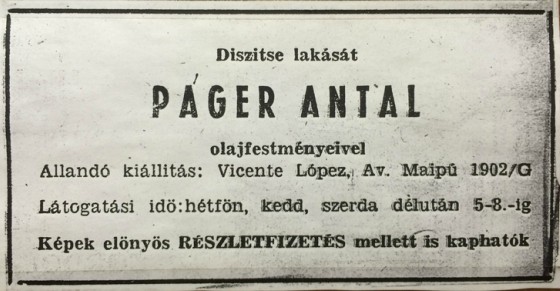 Diszitse lakását
PÁGER ANTAL
olajfestményeivel
Allandó kiállitás: Vicente López, Av. Maipú 1902/G
Látogatási idö:hétfön, kedd, szerda délután 5-8.-ig
Képek elönyös RÉSZLETFIZETÉS mellett is kaphatók